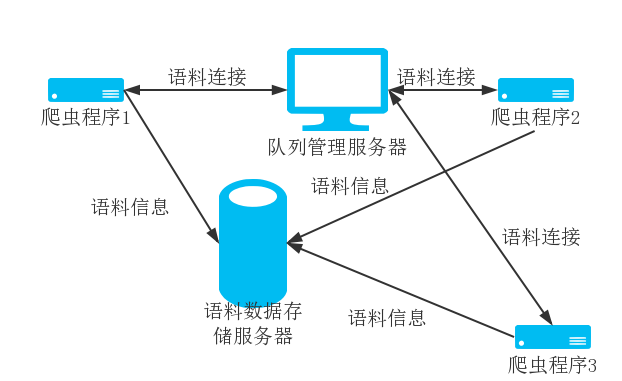 语料连接
语料连接
爬虫程序1
爬虫程序2
队列管理服务器
语料信息
语料信息
语料连接
语料数据存
储服务器
语料信息
爬虫程序3